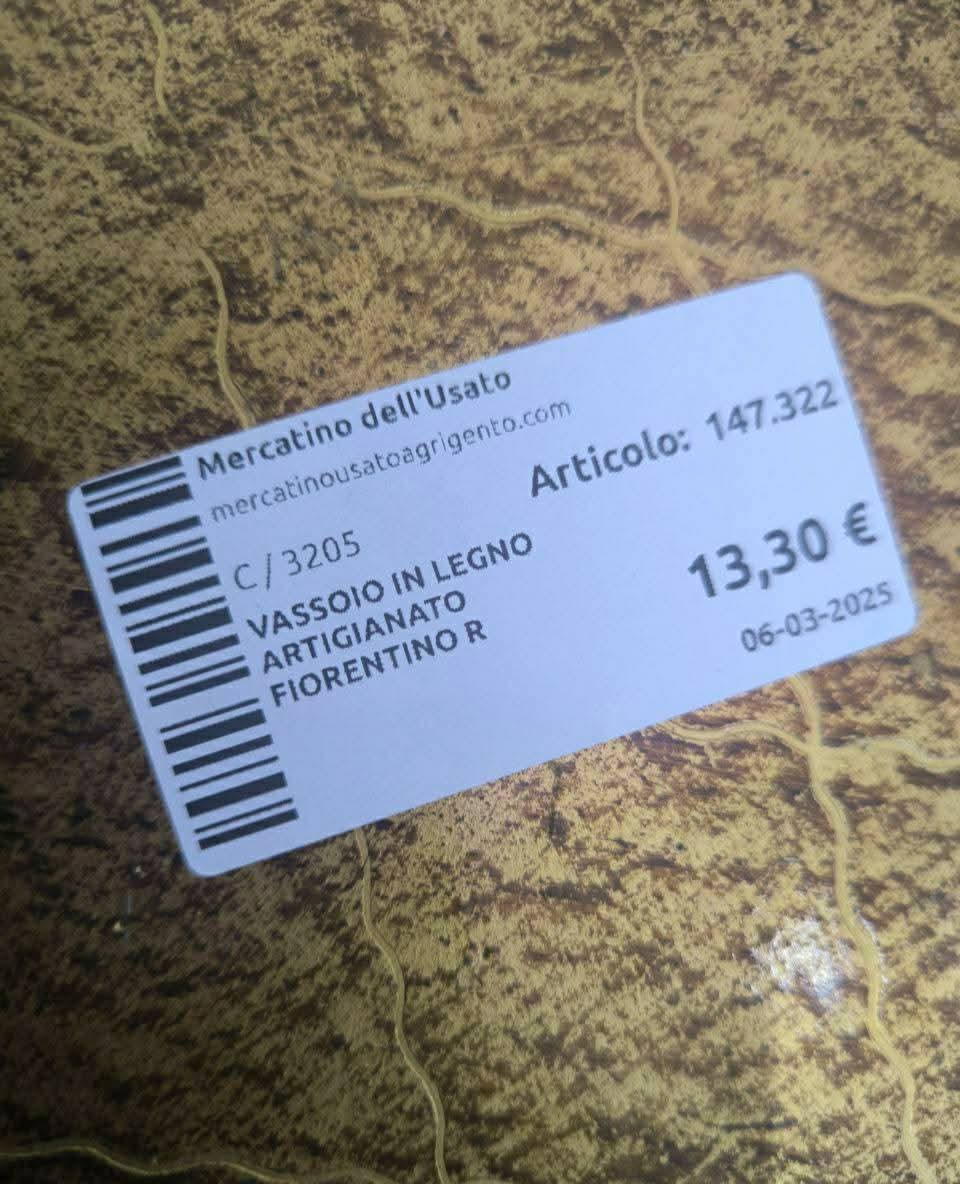 Mercatino dell'Usato
mercatinousatoagrigento.com
Articolo: 147.322
C/3205
VASSOIO IN LEGNO
ARTIGIANATO
FIORENTINO R
13,30 €
06-03-2025